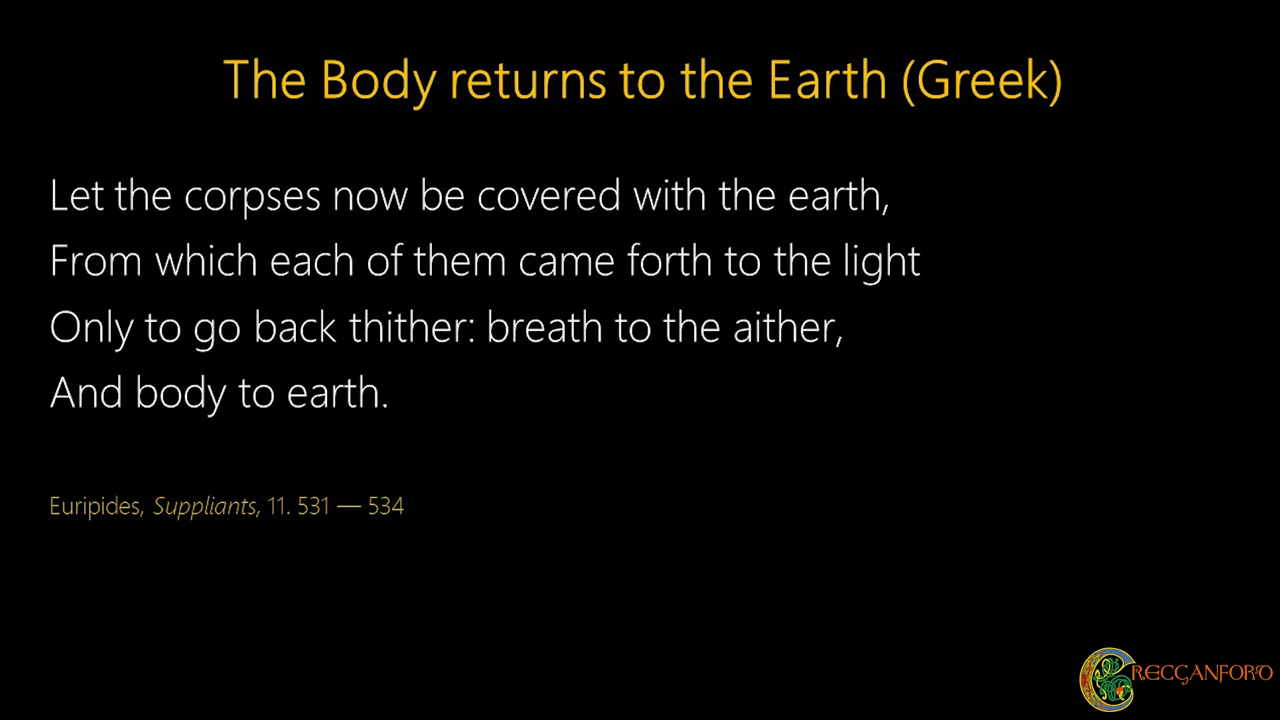 The Body returns to the Earth (Greek)
Let the corpses now be covered with the earth,
From which each of them came forth to the light
Only to go back thither: breath to the aither,
And body to earth.
Euripides, Suppliants, 11. 531 — 534
CRECGANFORD